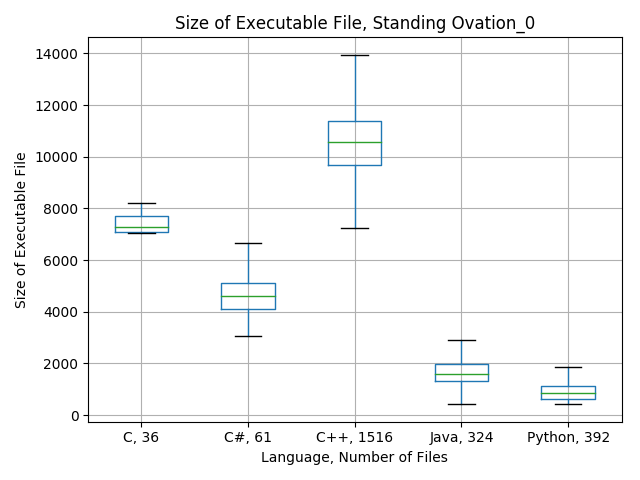 Size of Executable File, Standing Ovation_0
Size of Executable File
14000
12000
10000
8000
6000
4000
2000
0
C, 36
C#, 61
C++, 1516
Java, 324
Python, 392
Language, Number of Files